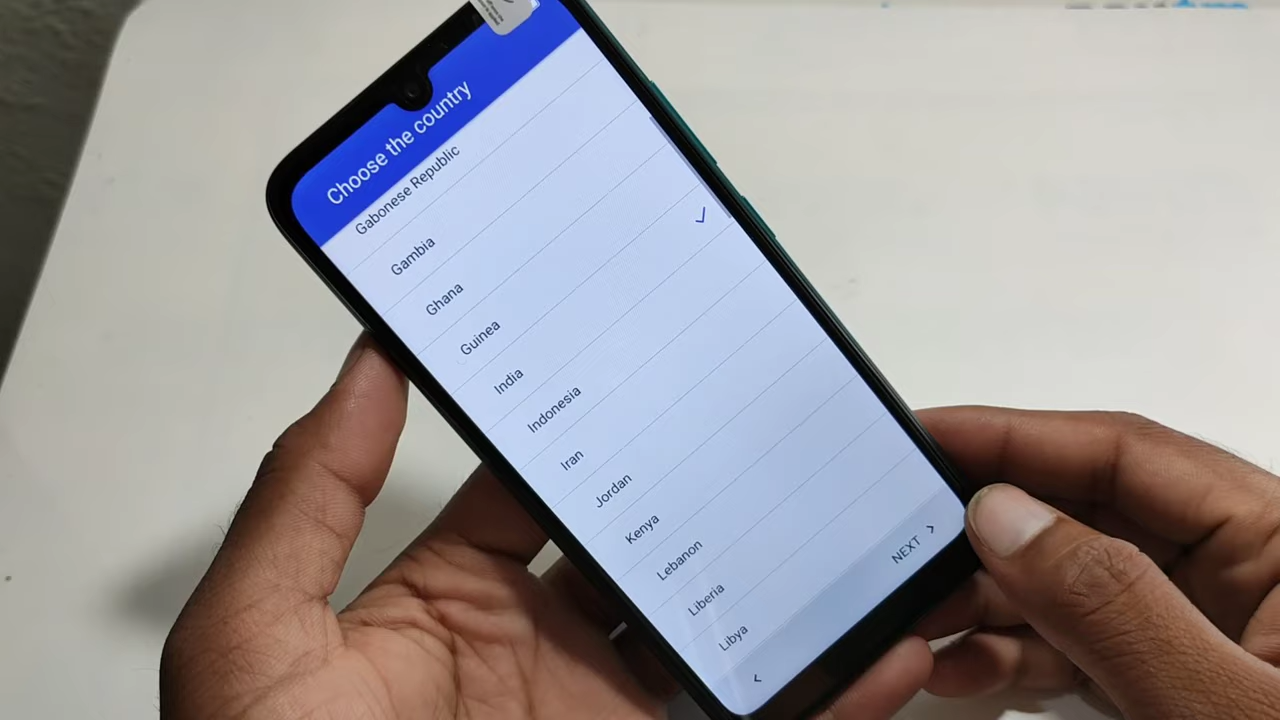 Choose the country
Gabonese Republic
Gambia
Ghana
Guinea
India
Indonesia
Iran
Jordan
Kenya
Lebanon
Liberia
Libya
NEXT